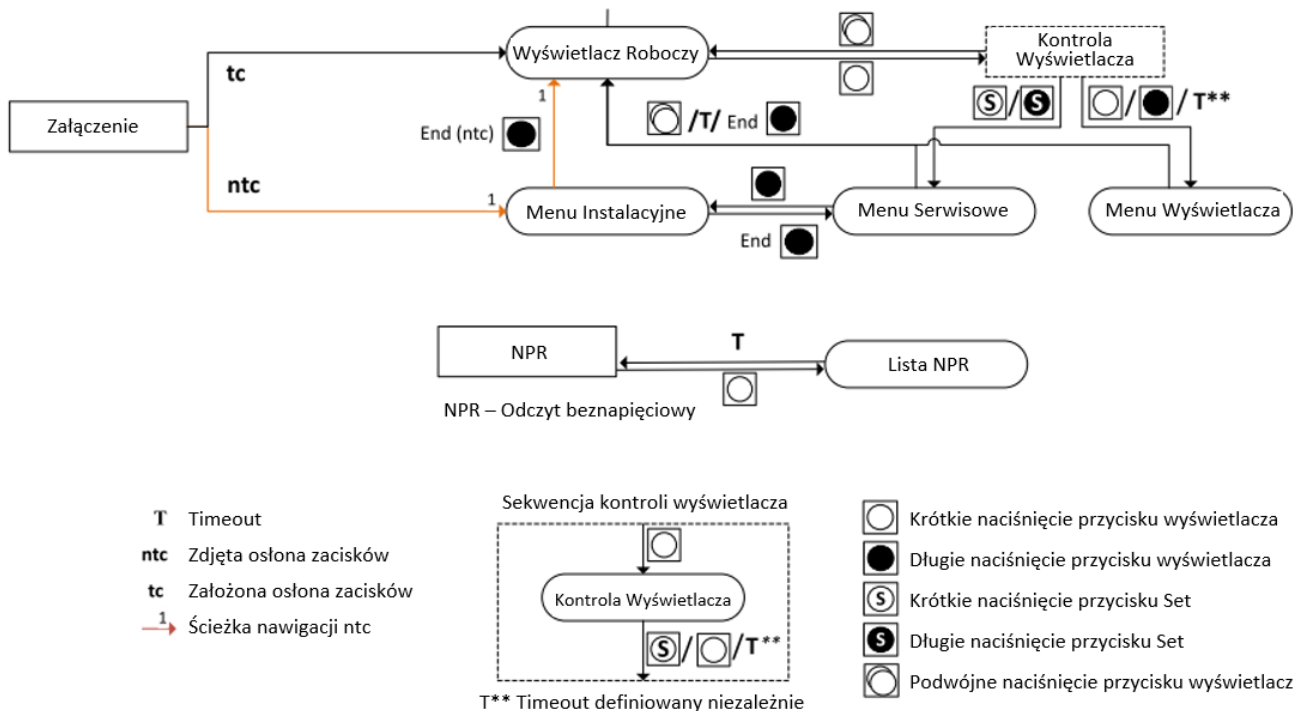 Wyświetlacz Roboczy
Kontrola
Wyświetlacza
tc
Załączenie
1
End (ntc)
/T/ End
S / S
/ / T**
ntc
1
Menu Instalacyjne
Menu Serwisowe
Menu Wyświetlacza
End
NPR
T
Lista NPR
NPR – Odczyt beznapięciowy
Sekwencja kontroli wyświetlacza
Kontrola Wyświetlacza
S / / T**
T** Timeout definiowany niezależnie
T Timeout
ntc Zdjęta osłona zacisków
tc Założona osłona zacisków
1 Ścieżka nawigacji ntc
Krótkie naciśnięcie przycisku wyświetlacza
Długie naciśnięcie przycisku wyświetlacza
S Krótkie naciśnięcie przycisku Set
S Długie naciśnięcie przycisku Set
Podwójne naciśnięcie przycisku wyświetlacz